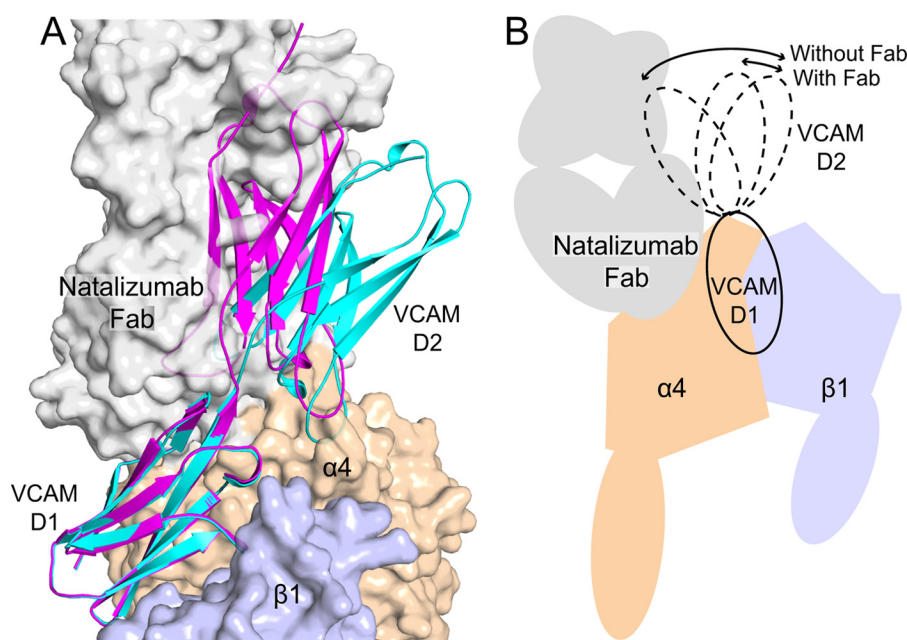 A
Natalizumab
Fab
VCAM
D2
VCAM
D1
α4
β1
B
Without Fab
With Fab
VCAM
D2
Natalizumab
Fab
VCAM
D1
α4
β1